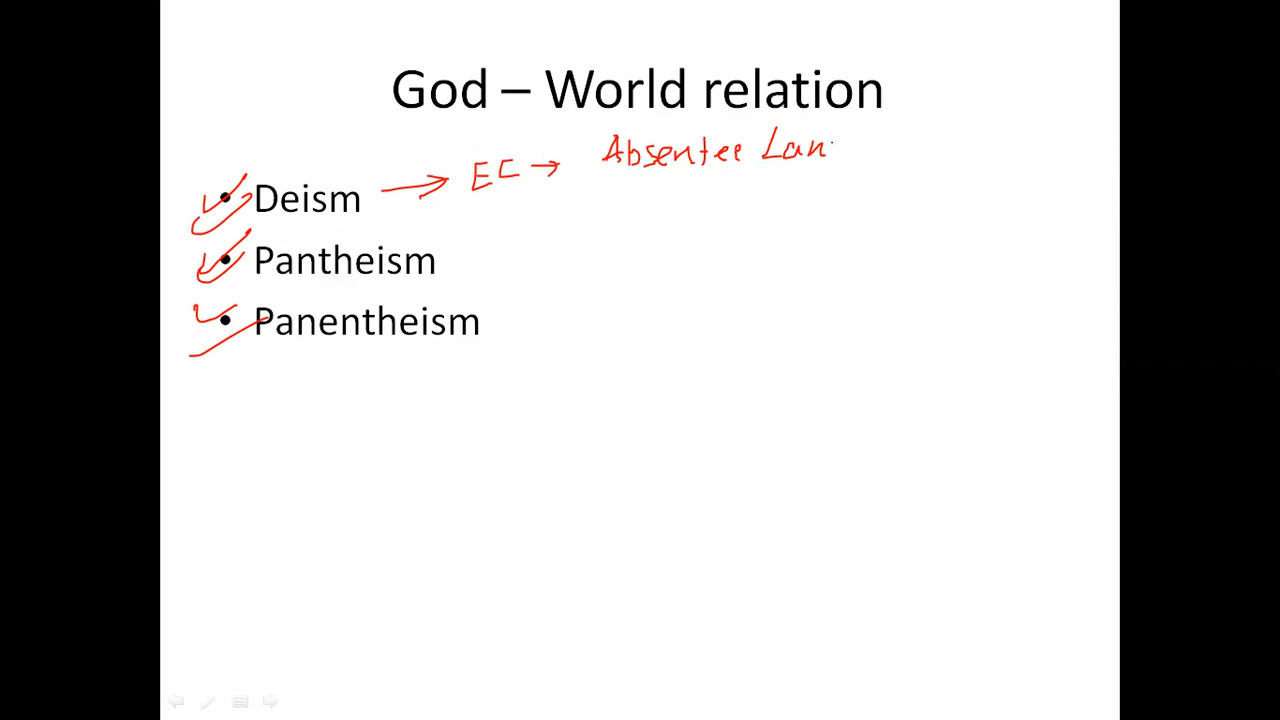 God – World relation
• Deism → EC → Absentee Lan
• Pantheism
• Panentheism